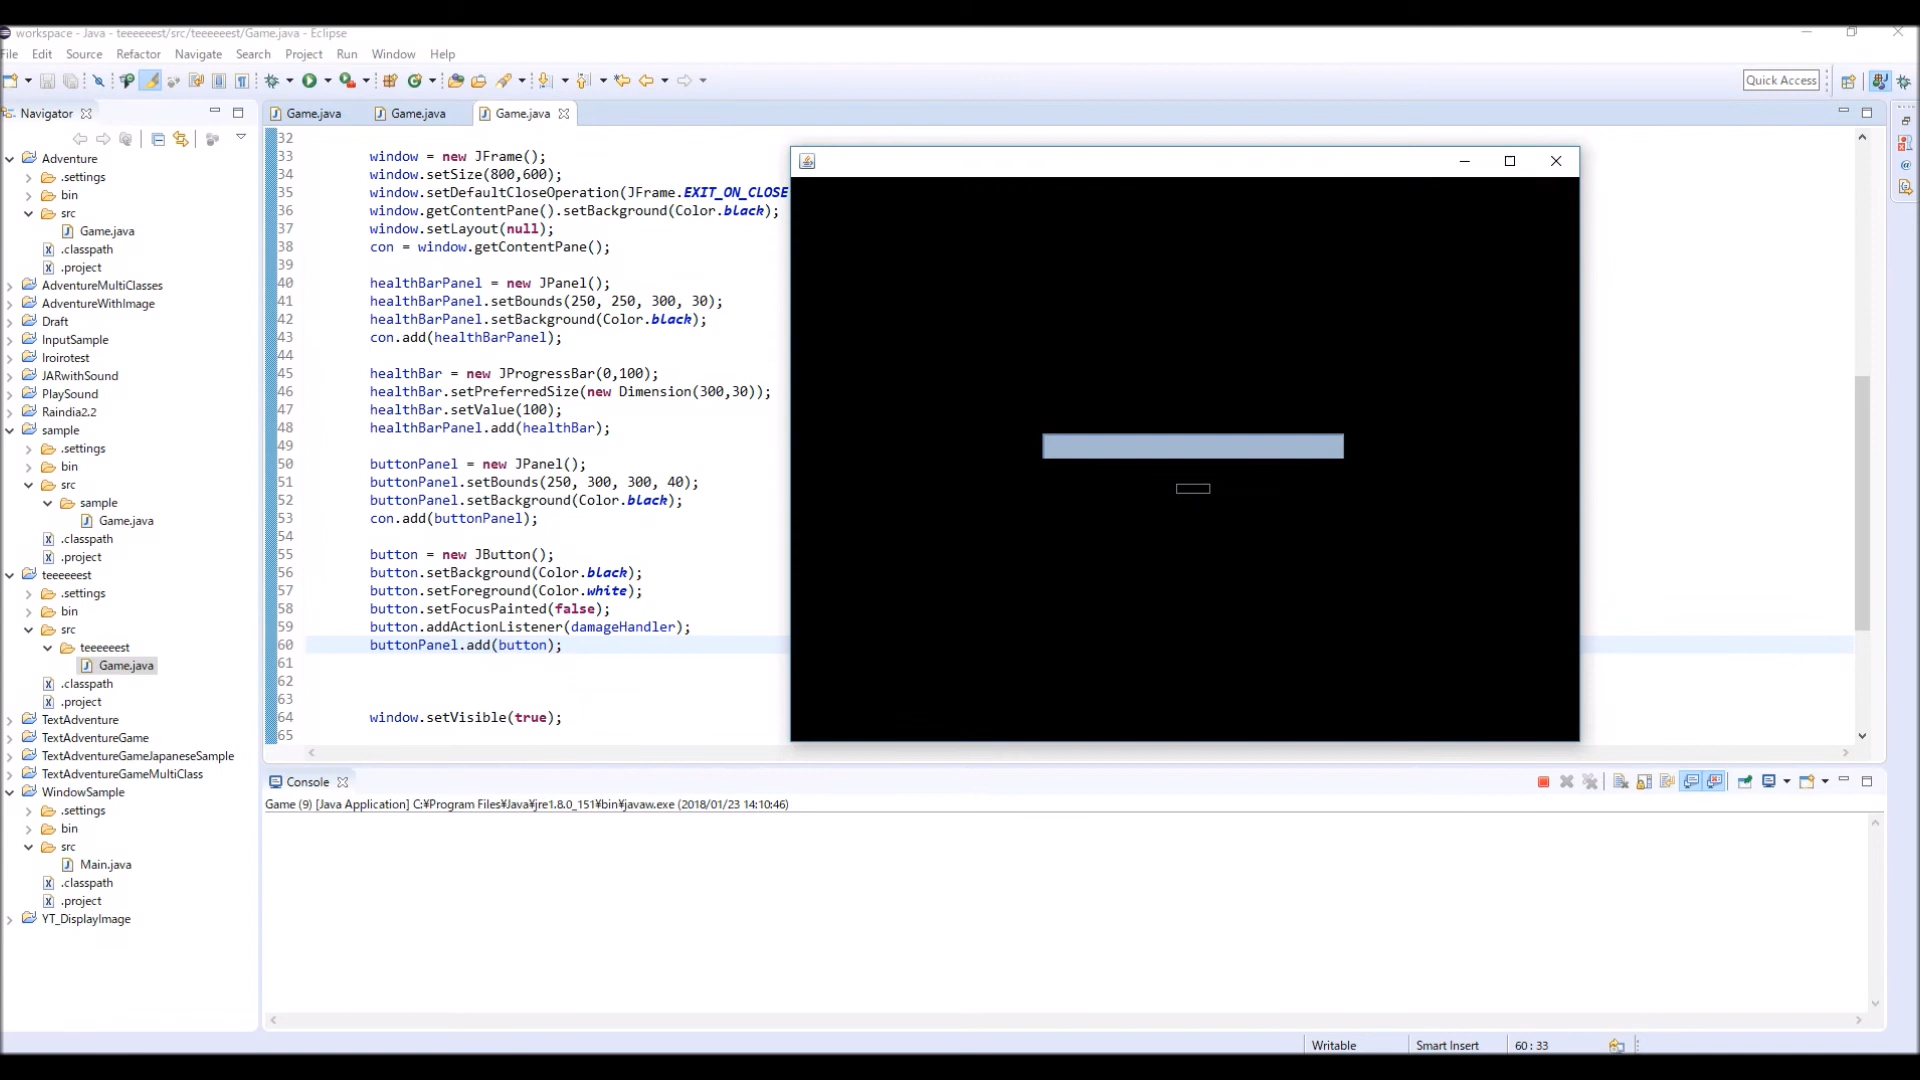 workspace - Java - teeeeeest/src/teeeeeest/Game.java - Eclipse
File Edit Source Refactor Navigate Search Project Run Window Help
Quick Access
Navigator
Game.java Game.java Game.java
Adventure
.settings
bin
src
Game.java
.classpath
.project
AdventureMultiClasses
AdventureWithImage
Draft
InputSample
Iroirotest
JARwithSound
PlaySound
Raindia2.2
sample
.settings
bin
src
sample
Game.java
.classpath
.project
teeeeeest
.settings
bin
src
teeeeeest
Game.java
.classpath
.project
TextAdventure
TextAdventureGame
TextAdventureGameJapaneseSample
TextAdventureGameMultiClass
WindowSample
.settings
bin
src
Main.java
.classpath
.project
YT_DisplayImage
32
33 window = new JFrame();
34 window.setSize(800,600);
35 window.setDefaultCloseOperation(JFrame.EXIT_ON_CLOSE
36 window.getContentPane().setBackground(Color.black);
37 window.setLayout(null);
38 con = window.getContentPane();
39
40 healthBarPanel = new JPanel();
41 healthBarPanel.setBounds(250, 250, 300, 30);
42 healthBarPanel.setBackground(Color.black);
43 con.add(healthBarPanel);
44
45 healthBar = new JProgressBar(0,100);
46 healthBar.setPreferredSize(new Dimension(300,30));
47 healthBar.setValue(100);
48 healthBarPanel.add(healthBar);
49
50 buttonPanel = new JPanel();
51 buttonPanel.setBounds(250, 300, 300, 40);
52 buttonPanel.setBackground(Color.black);
53 con.add(buttonPanel);
54
55 button = new JButton();
56 button.setBackground(Color.black);
57 button.setForeground(Color.white);
58 button.setFocusPainted(false);
59 button.addActionListener(damageHandler);
60 buttonPanel.add(button);
61
62
63
64 window.setVisible(true);
65
Console
Game (9) [Java Application] C:¥Program Files¥Java¥jre1.8.0_151¥bin¥javaw.exe (2018/01/23 14:10:46)
Writable Smart Insert 60 : 33